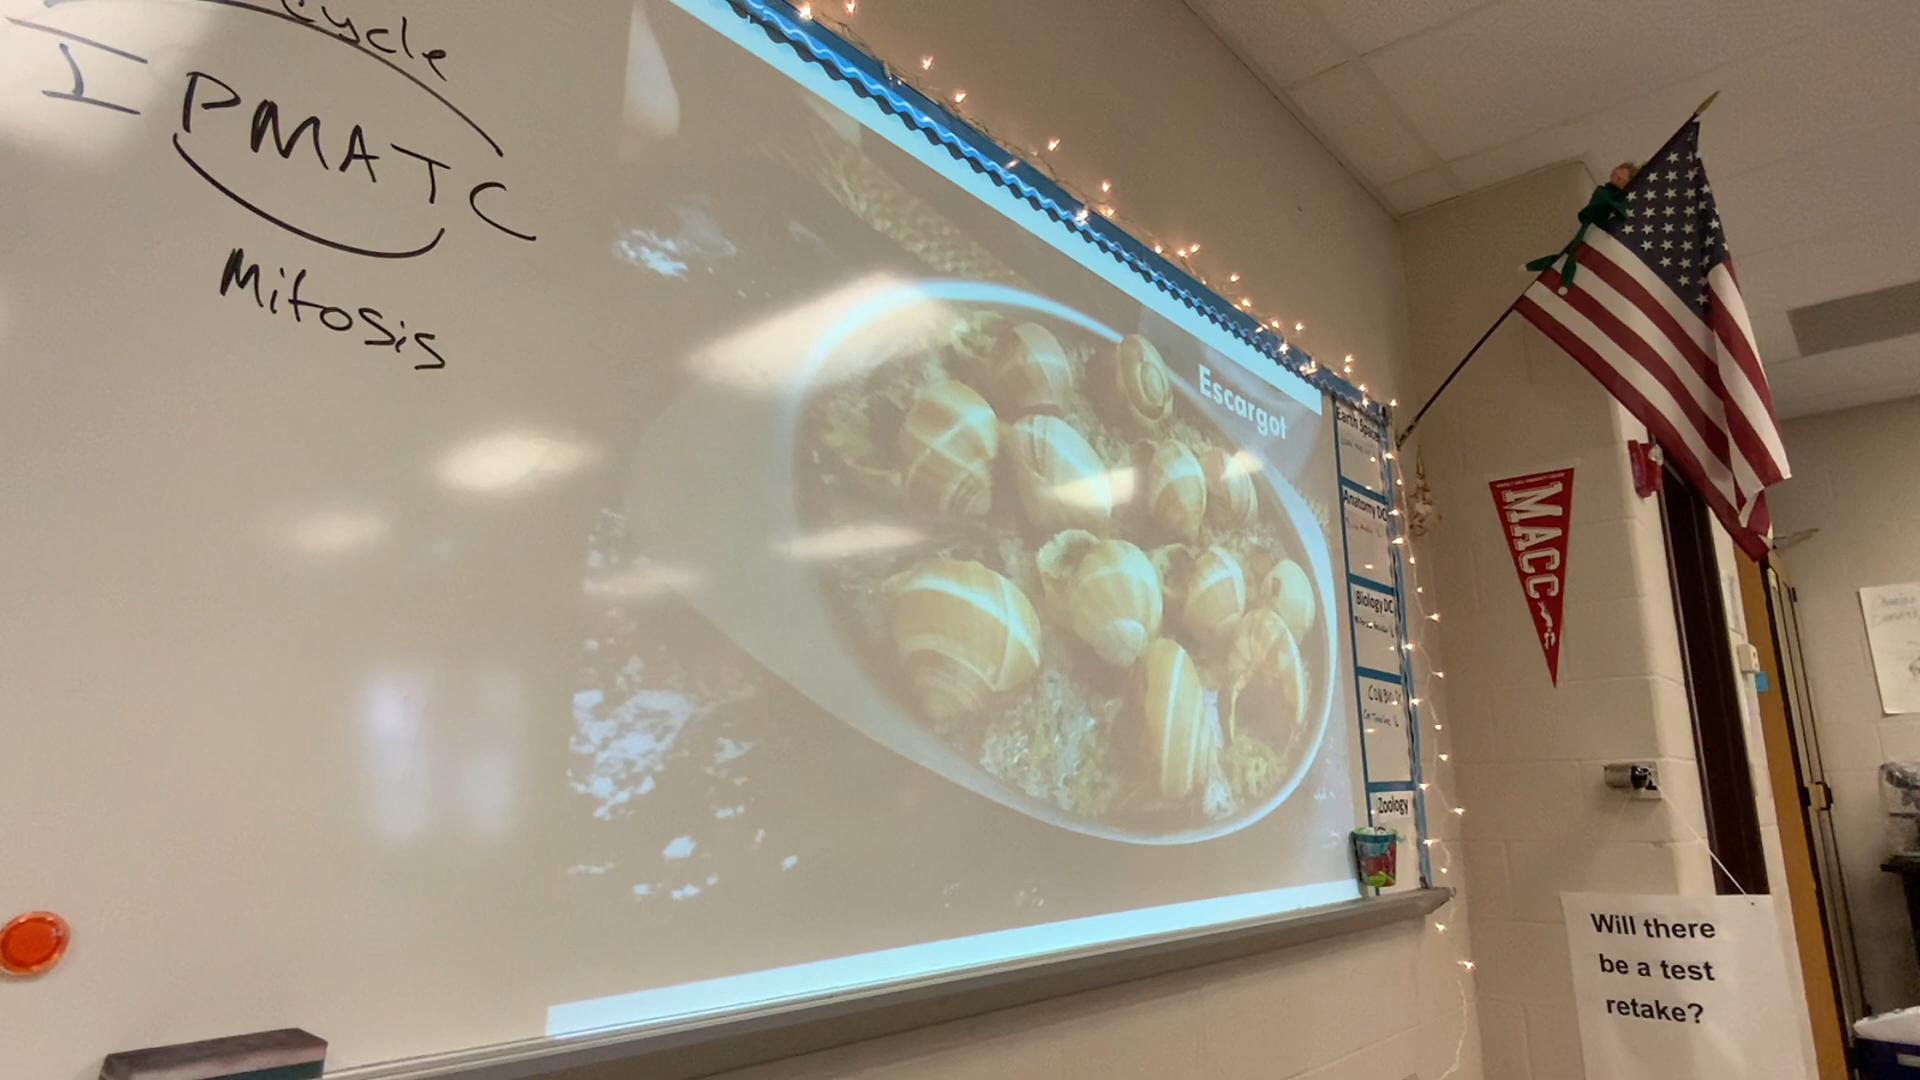 Cycle
I PMATC
Mitosis
Escargot
Earth Space
Anatomy DC
Biology DC
Zoology
MACC
Will there
be a test
retake?